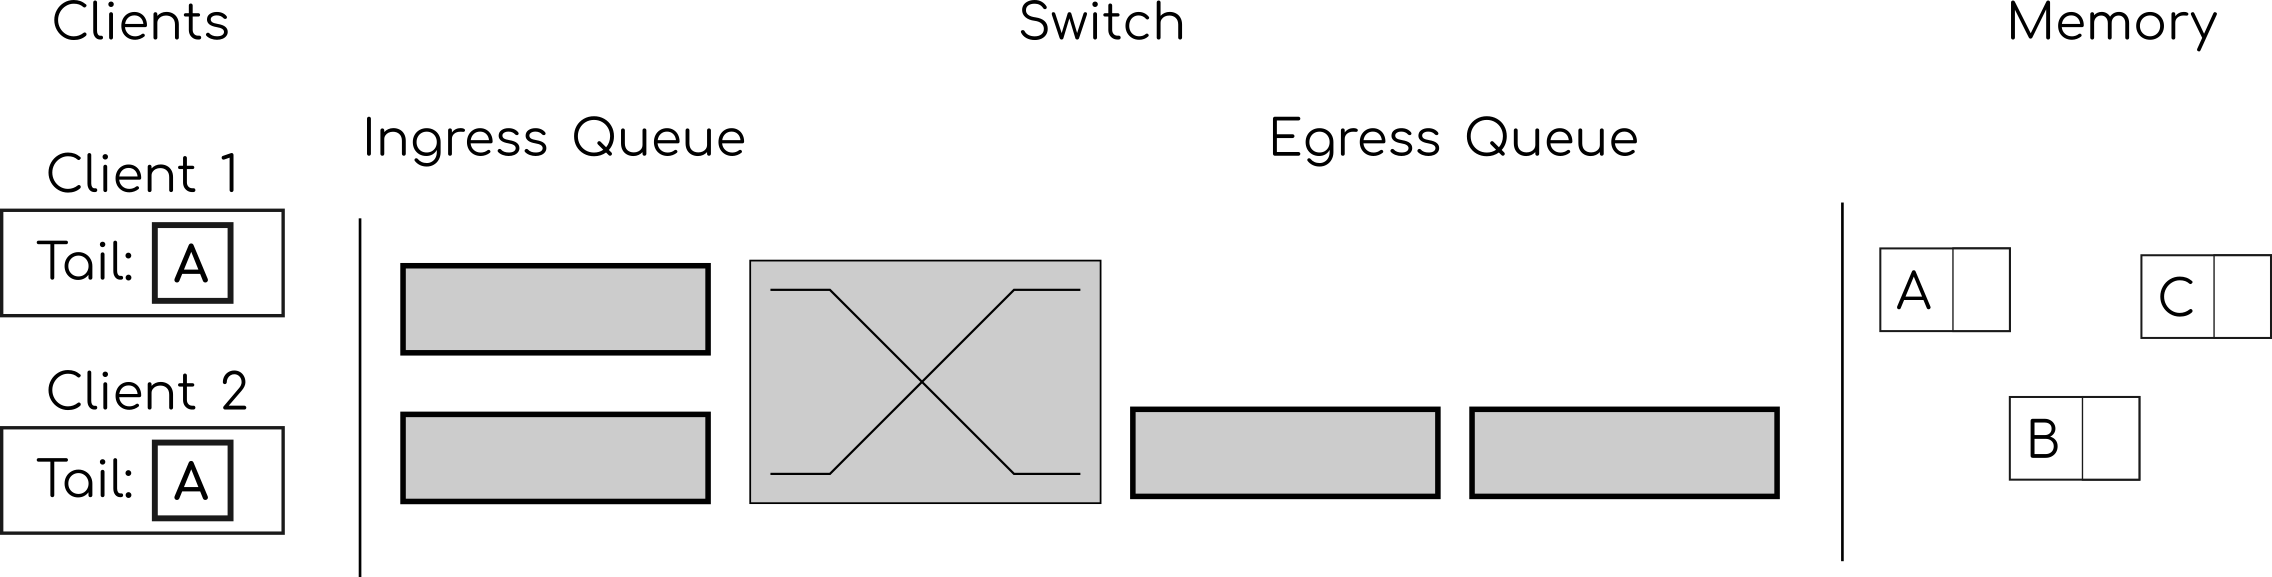 Clients
Switch
Memory
Ingress Queue
Egress Queue
Client 1
Tail: A
Client 2
Tail: A
A
C
B